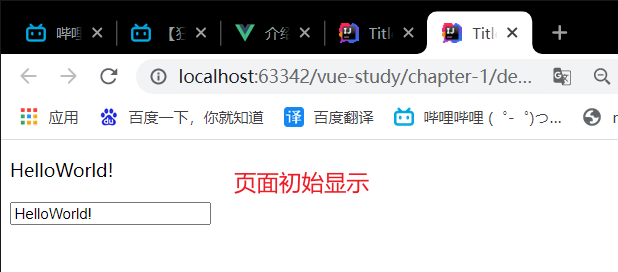 哔哩
【狂
介绍
Title
Title
localhost:63342/vue-study/chapter-1/de...
应用
百度一下，你就知道
百度翻译
哔哩哔哩 (゜-゜)つ...
HelloWorld!
页面初始显示
HelloWorld!